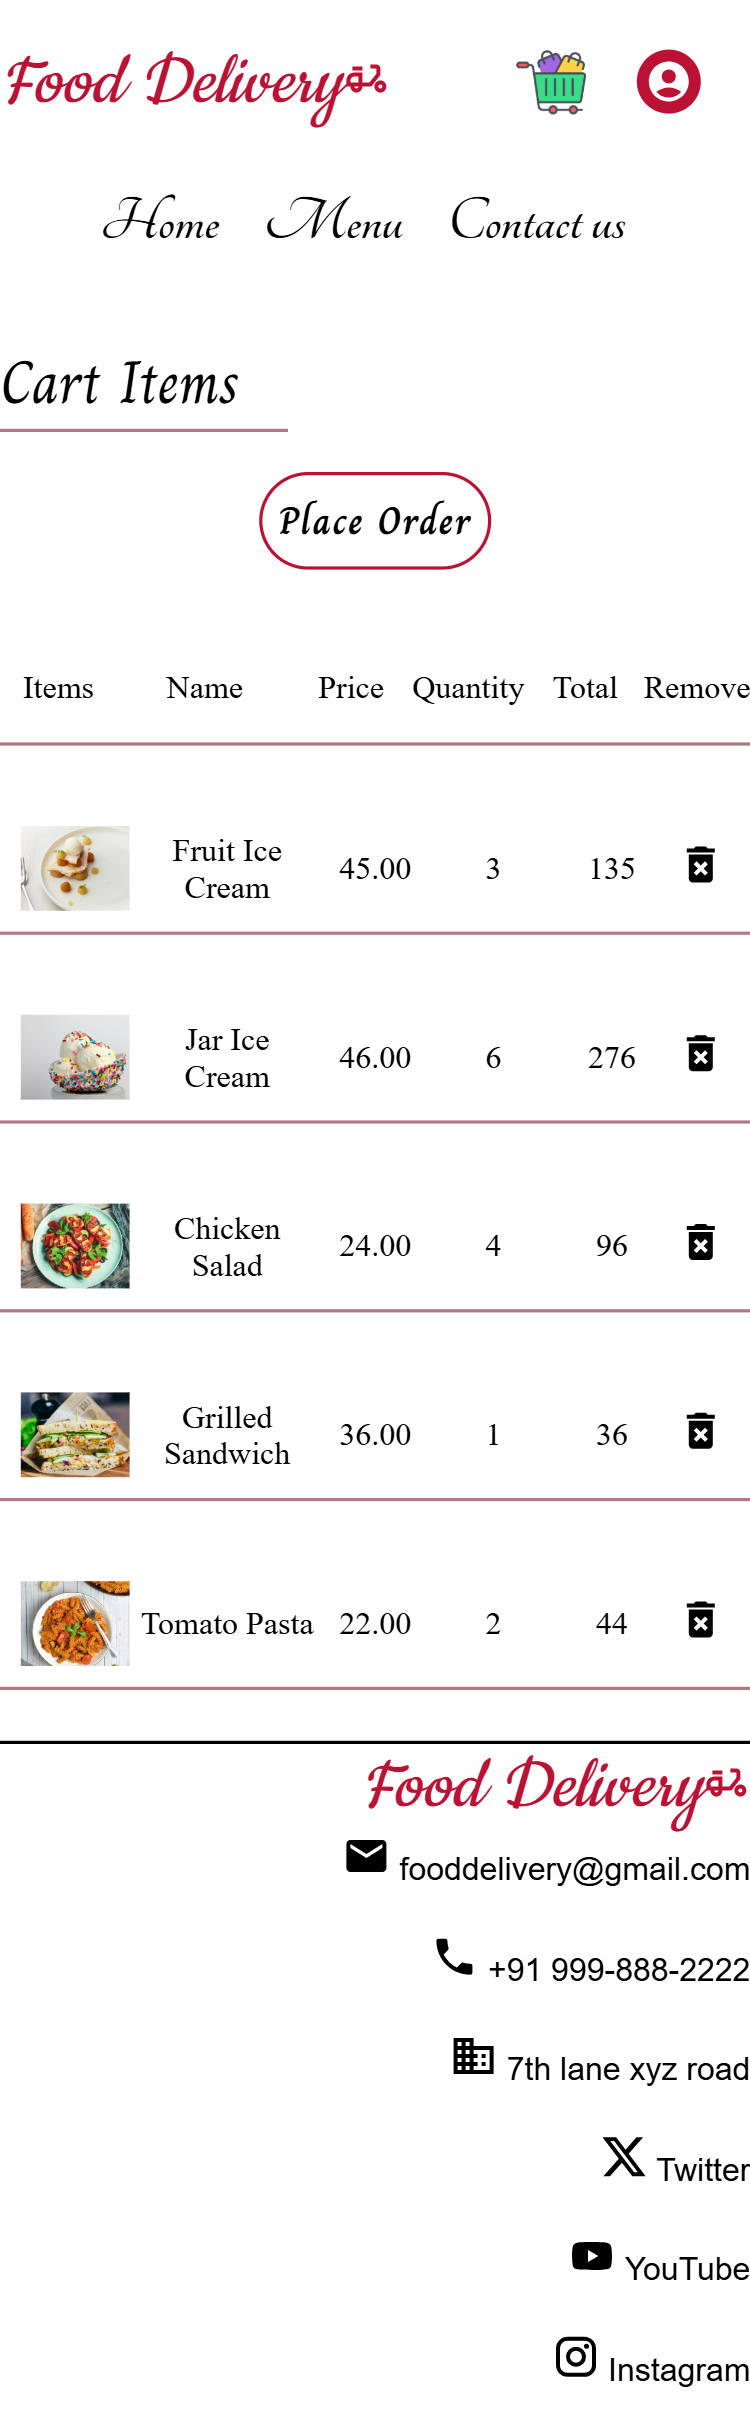 Food Delivery
Home Menu Contact us
Cart Items
Place Order
Items Name Price Quantity Total Remove
Fruit Ice
Cream
45.00 3 135
Jar Ice
Cream
46.00 6 276
Chicken
Salad
24.00 4 96
Grilled
Sandwich
36.00 1 36
Tomato Pasta 22.00 2 44
Food Delivery
fooddelivery@gmail.com
+91 999-888-2222
7th lane xyz road
Twitter
YouTube
Instagram